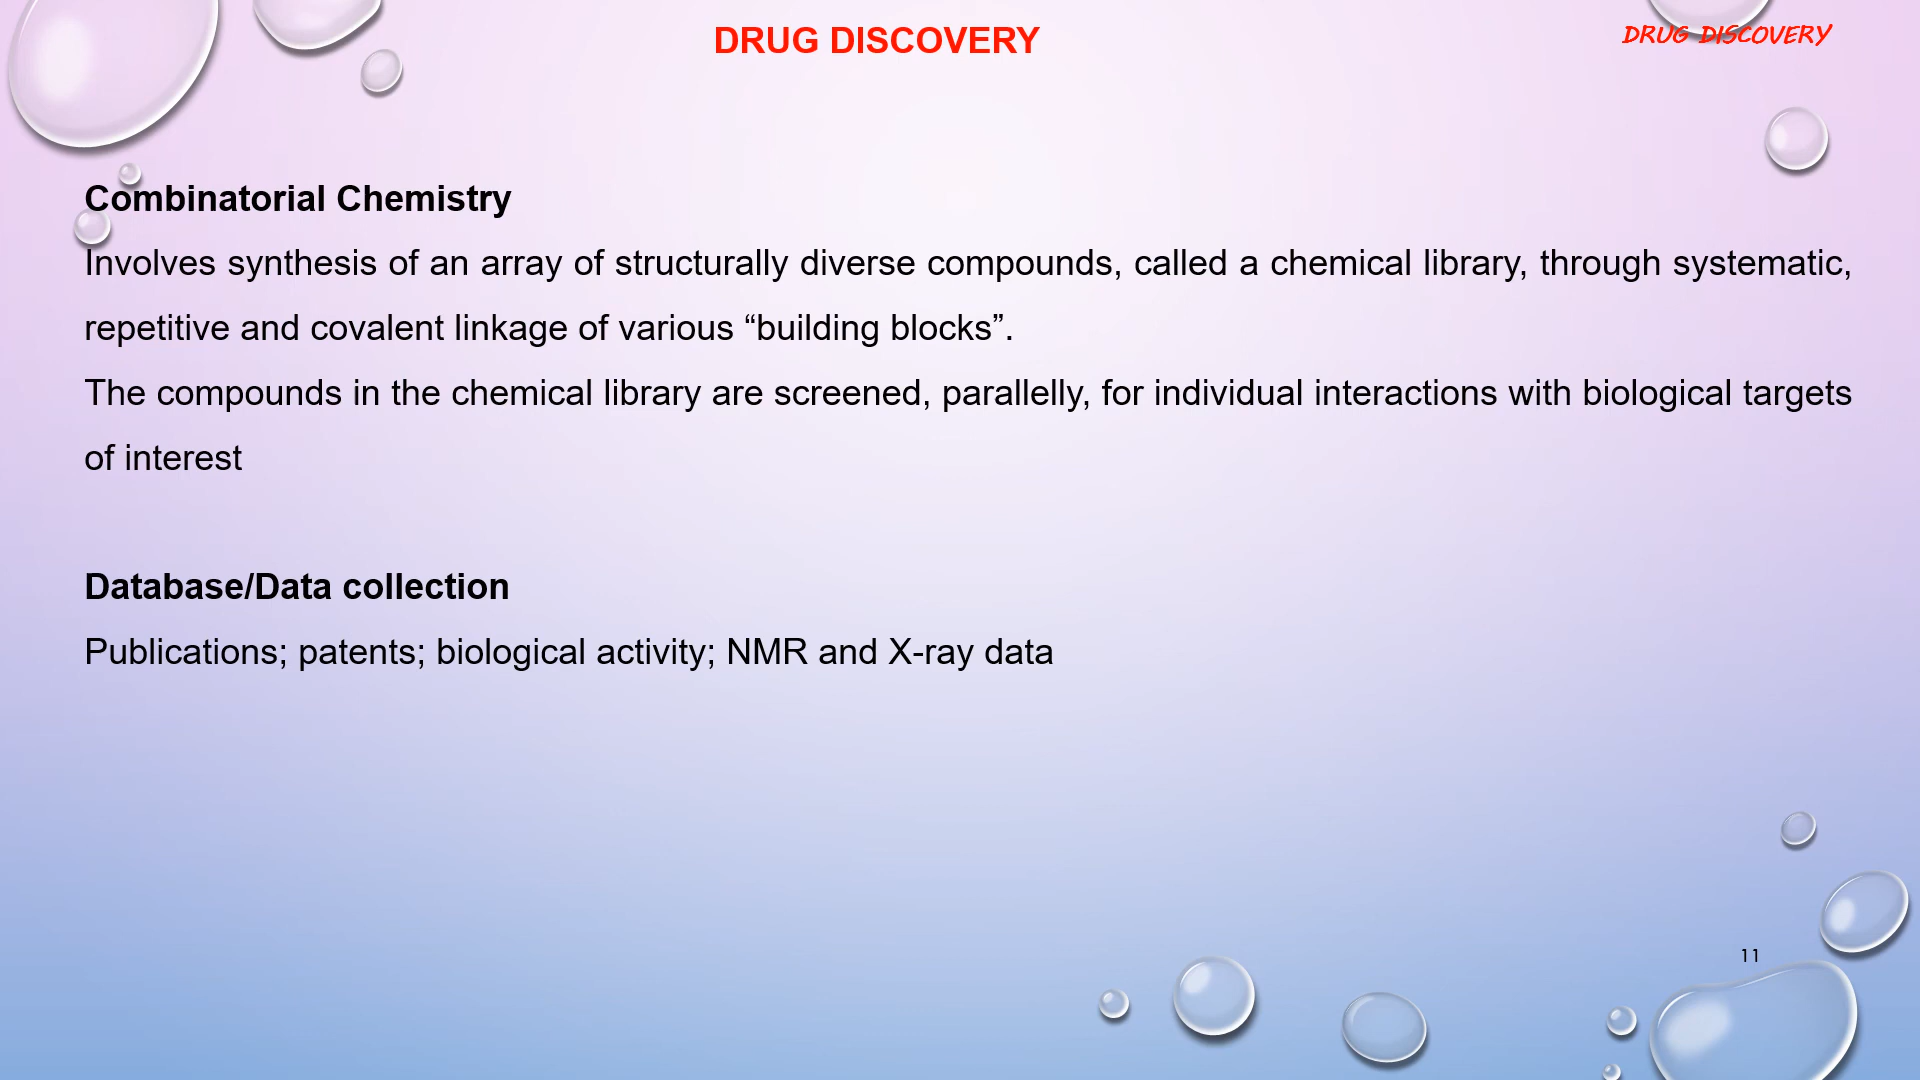 DRUG DISCOVERY
DRUG DISCOVERY
Combinatorial Chemistry
Involves synthesis of an array of structurally diverse compounds, called a chemical library, through systematic,
repetitive and covalent linkage of various “building blocks”.
The compounds in the chemical library are screened, parallelly, for individual interactions with biological targets
of interest
Database/Data collection
Publications; patents; biological activity; NMR and X-ray data
11